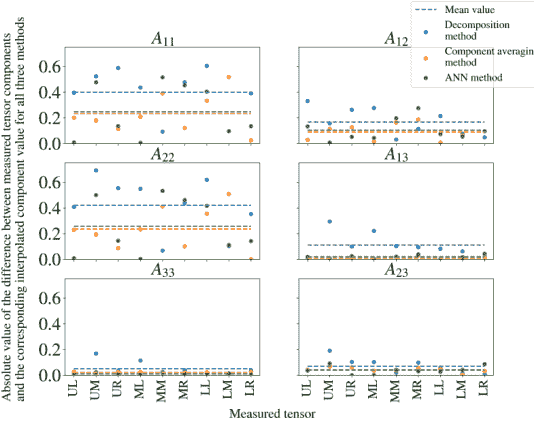 Mean value
Decomposition
method
Component averaging
method
ANN method
Absolute value of the difference between measured tensor components
and the corresponding interpolated component value for all three methods
A11
0.6
0.4
0.2
0.0
A12
A22
0.6
0.4
0.2
0.0
A13
A33
0.6
0.4
0.2
0.0
A23
UL UM UR ML MM MR LL LM LR
UL UM UR ML MM MR LL LM LR
Measured tensor